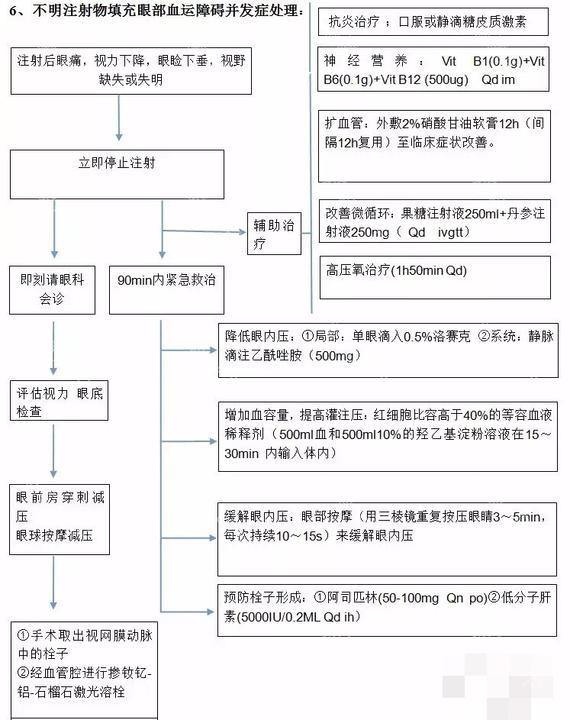 6、不明注射物填充眼部血运障碍并发症处理：
注射后眼痛，视力下降，眼睑下垂，视野
缺失或失明
立即停止注射
即刻请眼科
会诊
90min内紧急救治
辅助治
疗
抗炎治疗：口服或静滴糖皮质激素
神经营养：Vit B1(0.1g)+Vit
B6(0.1g)+Vit B12 (500ug) Qd im
扩血管：外敷2%硝酸甘油软膏12h（间
隔12h复用）至临床症状改善。
改善微循环：果糖注射液250ml+丹参注
射液250mg（ Qd ivgtt）
高压氧治疗(1h50min Qd)
评估视力 眼底
检查
眼前房穿刺减
压
眼球按摩减压
①手术取出视网膜动脉
中的栓子
②经血管腔进行掺钕钇-
铝-石榴石激光溶栓
降低眼内压：①局部：单眼滴入0.5%洛赛克 ②系统：静脉
滴注乙酰唑胺（500mg）
增加血容量，提高灌注压：红细胞比容高于40%的等容血液
稀释剂（500ml血和500ml10%的羟乙基淀粉溶液在15～
30min 内输入体内）
缓解眼内压：眼部按摩（用三棱镜重复按压眼睛3～5min，
每次持续10～15s）来缓解眼内压
预防栓子形成：①阿司匹林(50-100mg Qn po)②低分子肝
素(5000IU/0.2ML Qd ih）